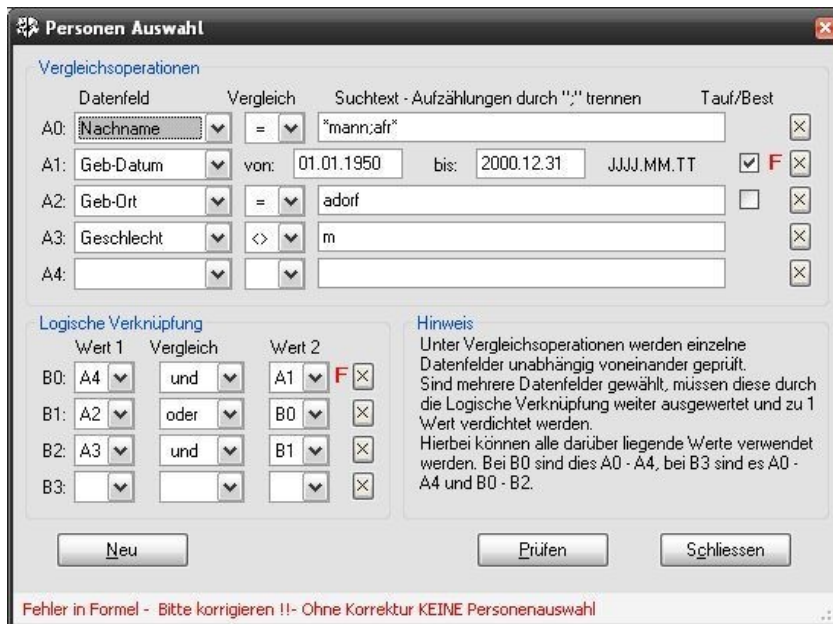 Personen Auswahl
Vergleichsoperationen
Datenfeld Vergleich Suchtext - Aufzählungen durch ";" trennen Tauf/Best
A0: Nachname = *mann;afr*
A1: Geb-Datum von: 01.01.1950 bis: 2000.12.31 JJJJ.MM.TT F
A2: Geb-Ort = adorf
A3: Geschlecht <> m
A4:
Logische Verknüpfung
Wert 1 Vergleich Wert 2
B0: A4 und A1 F
B1: A2 oder B0
B2: A3 und B1
B3:
Hinweis
Unter Vergleichsoperationen werden einzelne
Datenfelder unabhängig voneinander geprüft.
Sind mehrere Datenfelder gewählt, müssen diese durch
die Logische Verknüpfung weiter ausgewertet und zu 1
Wert verdichtet werden.
Hierbei können alle darüber liegende Werte verwendet
werden. Bei B0 sind dies A0 - A4, bei B3 sind es A0 -
A4 und B0 - B2.
Neu Prüfen Schliessen
Fehler in Formel - Bitte korrigieren !!- Ohne Korrektur KEINE Personenauswahl